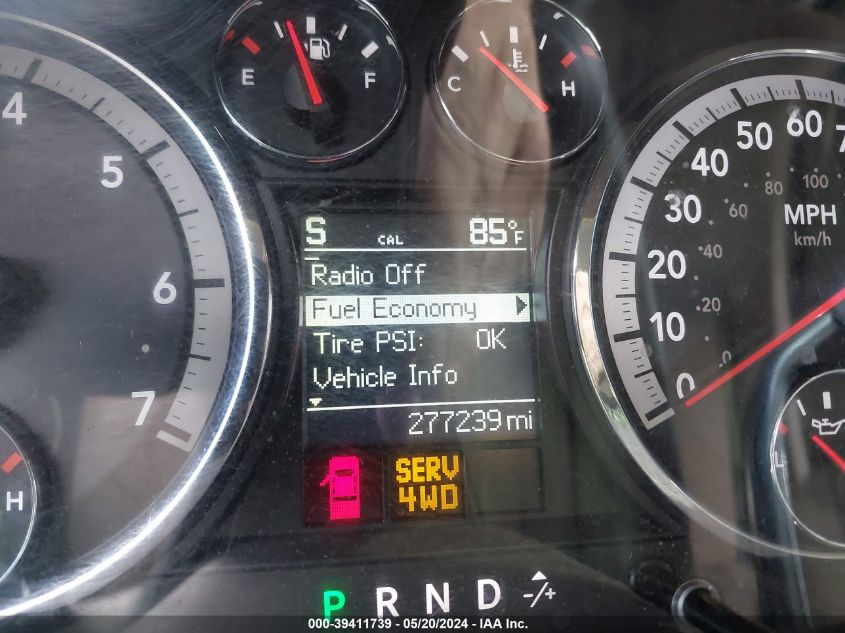 E F
C H
4
5
6
7
H
S CAL 85°F
Radio Off
Fuel Economy
Tire PSI: OK
Vehicle Info
277239 mi
SERV
4WD
P R N D -/+
0 10 20 30 40 50 60 7
0 20 40 60 80 100
MPH
km/h
L
000-39411739 - 05/20/2024 - IAA Inc.